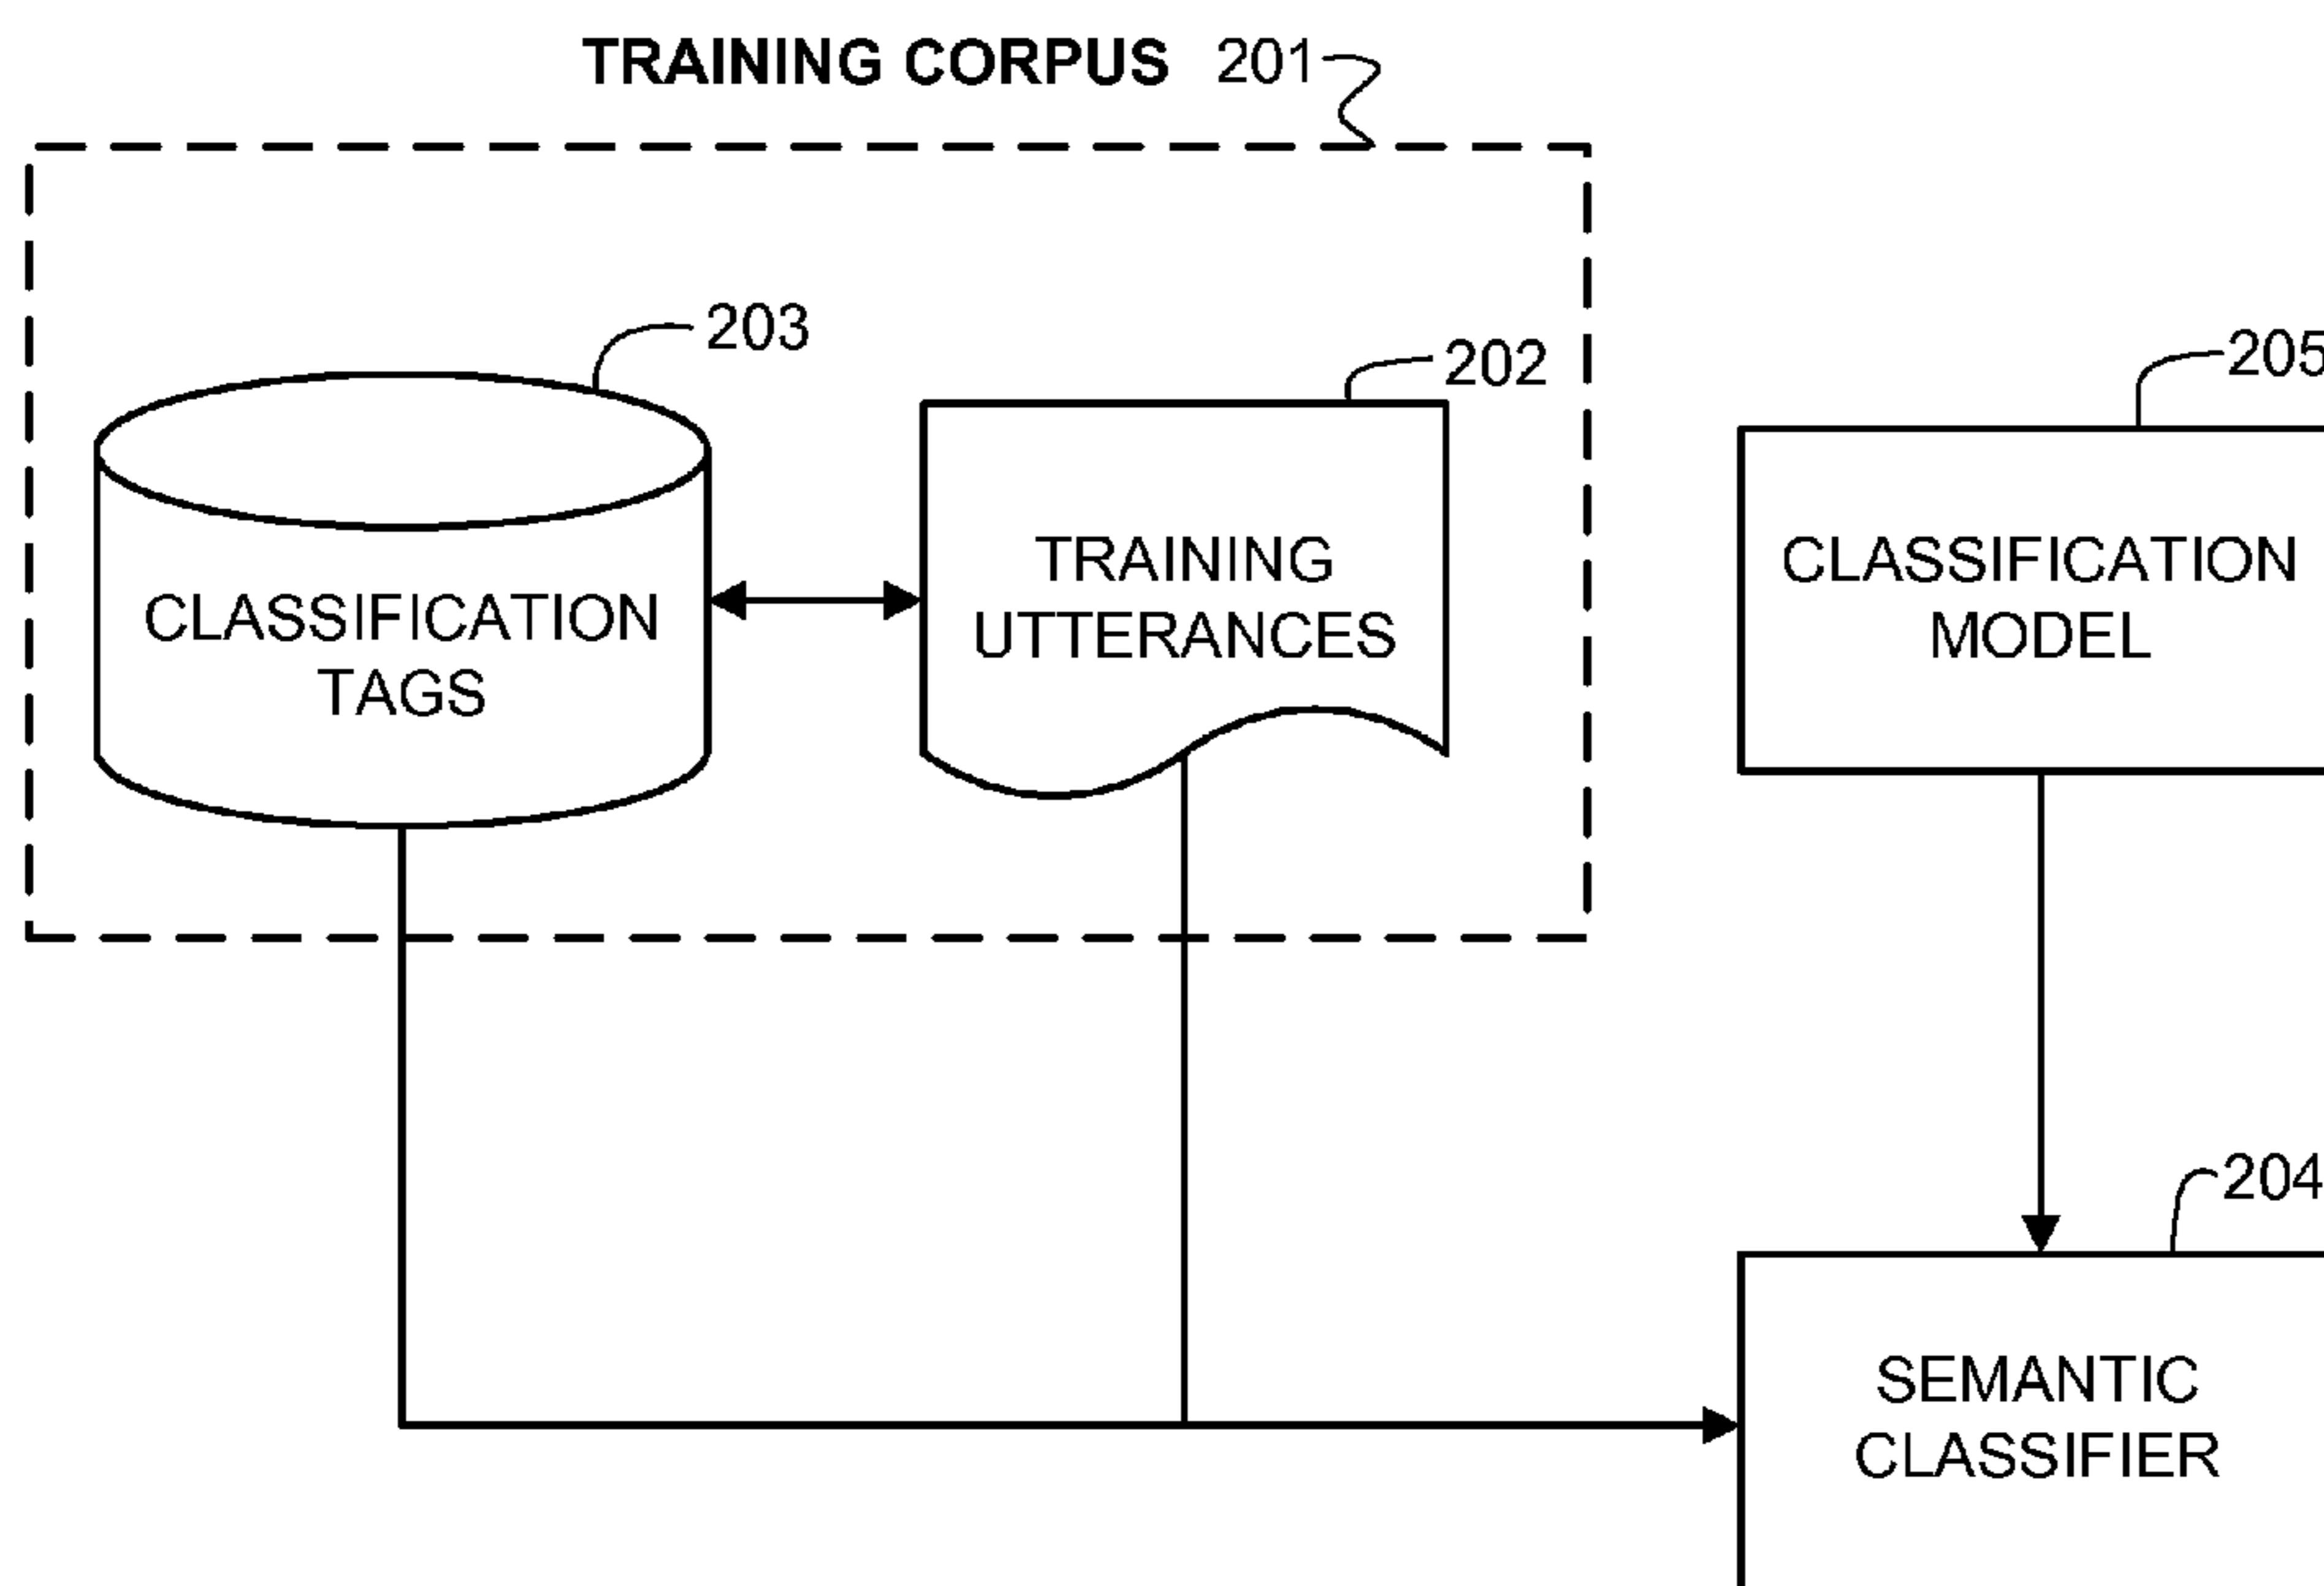 TRAINING CORPUS 201
203
202
205
CLASSIFICATION
TAGS
TRAINING
UTTERANCES
CLASSIFICATION
MODEL
204
SEMANTIC
CLASSIFIER